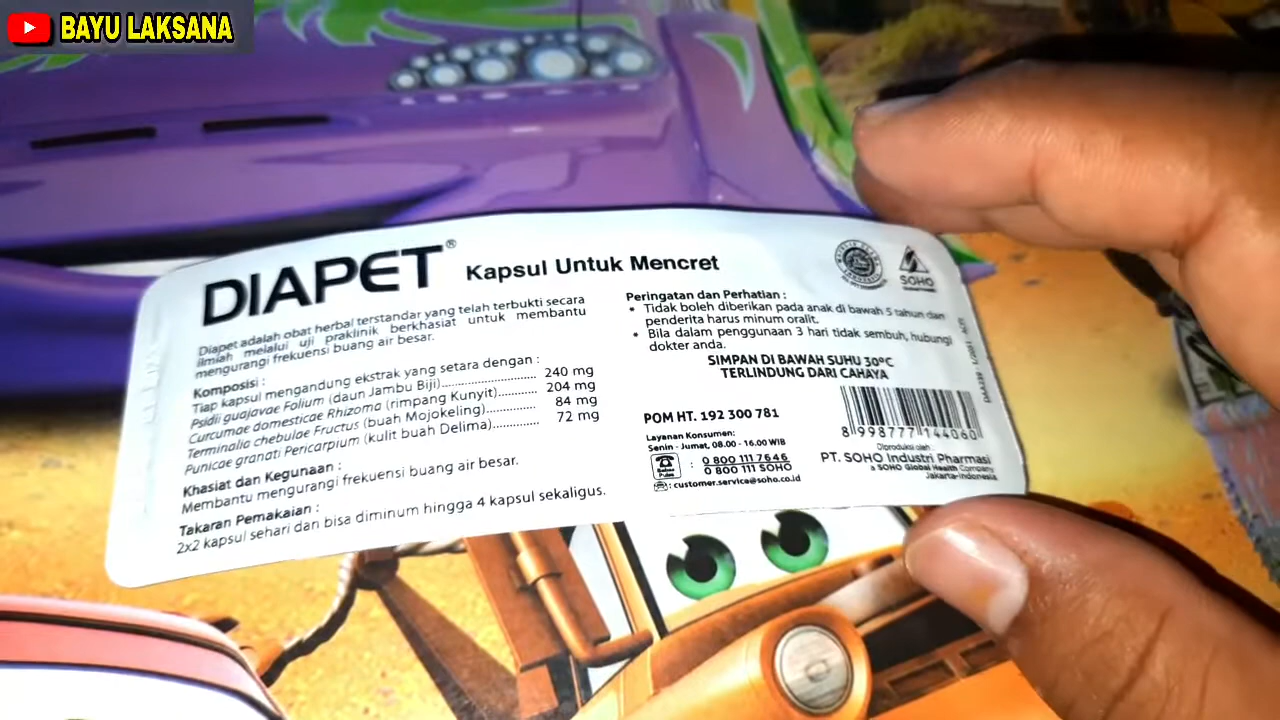 BAYU LAKSANA
DIAPET® Kapsul Untuk Mencret
Diapet adalah obat herbal terstandar yang telah terbukti secara
ilmiah melalui uji praklinik berkhasiat untuk membantu
mengurangi frekuensi buang air besar.
Komposisi :
Tiap kapsul mengandung ekstrak yang setara dengan :
Psidii guajavae Folium (daun Jambu Biji)............ 240 mg
Curcumae domesticae Rhizoma (rimpang Kunyit)........... 204 mg
Terminalia chebulae Fructus (buah Mojokeling)............. 84 mg
Punicae granati Pericarpium (kulit buah Delima)............. 72 mg
Khasiat dan Kegunaan :
Membantu mengurangi frekuensi buang air besar.
Takaran Pemakaian :
2x2 kapsul sehari dan bisa diminum hingga 4 kapsul sekaligus.
SOHO
Peringatan dan Perhatian :
• Tidak boleh diberikan pada anak di bawah 5 tahun dan
penderita harus minum oralit.
• Bila dalam penggunaan 3 hari tidak sembuh, hubungi
dokter anda.
SIMPAN DI BAWAH SUHU 30°C
TERLINDUNG DARI CAHAYA
POM HT. 192 300 781
Layanan Konsumen:
Senin - Jumat, 08.00 - 16.00 WIB
Bebas Pulsa : 0 800 111 7646
0 800 111 SOHO
: customer.service@soho.co.id
8 998777 144060
Diproduksi oleh:
PT. SOHO Industri Pharmasi
a SOHO Global Health Company
Jakarta-Indonesia